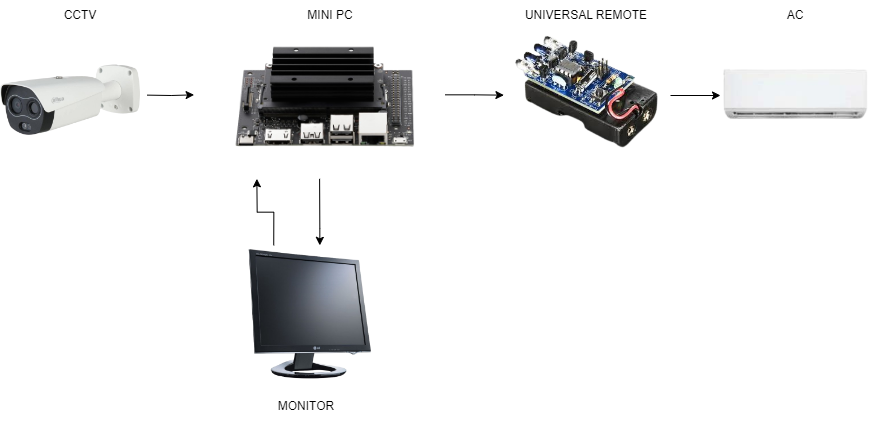 CCTV
MINI PC
UNIVERSAL REMOTE
AC
MONITOR